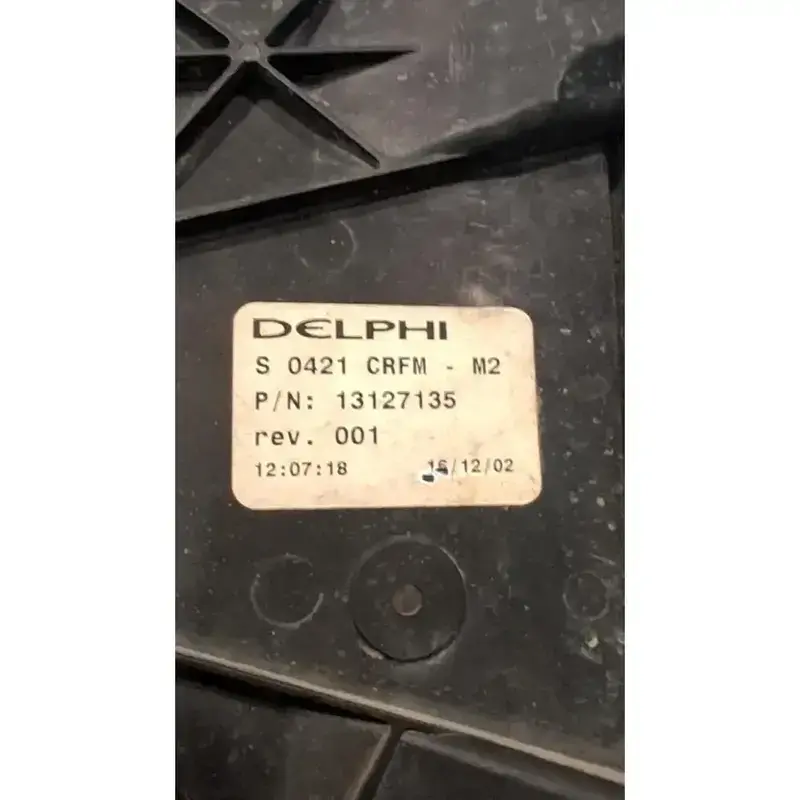 DELPHI
S 0421 CRFM - M2
P/N: 13127135
rev. 001
12:07:18 16/12/02